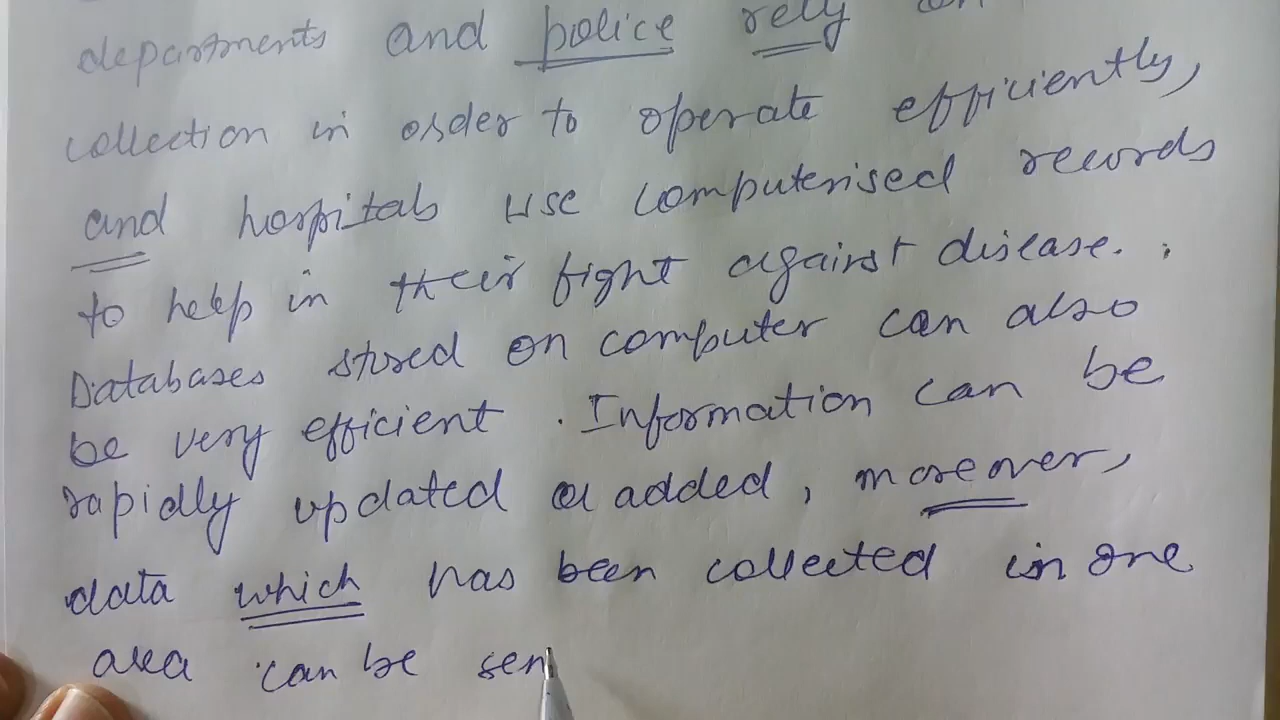 departments and police rely on
collection in order to operate efficiently,
and hospitals use computerised records
to help in their fight against disease.
Databases stored on computer can also
be very efficient. Information can be
rapidly updated or added, moreover,
data which has been collected in one
area can be sen